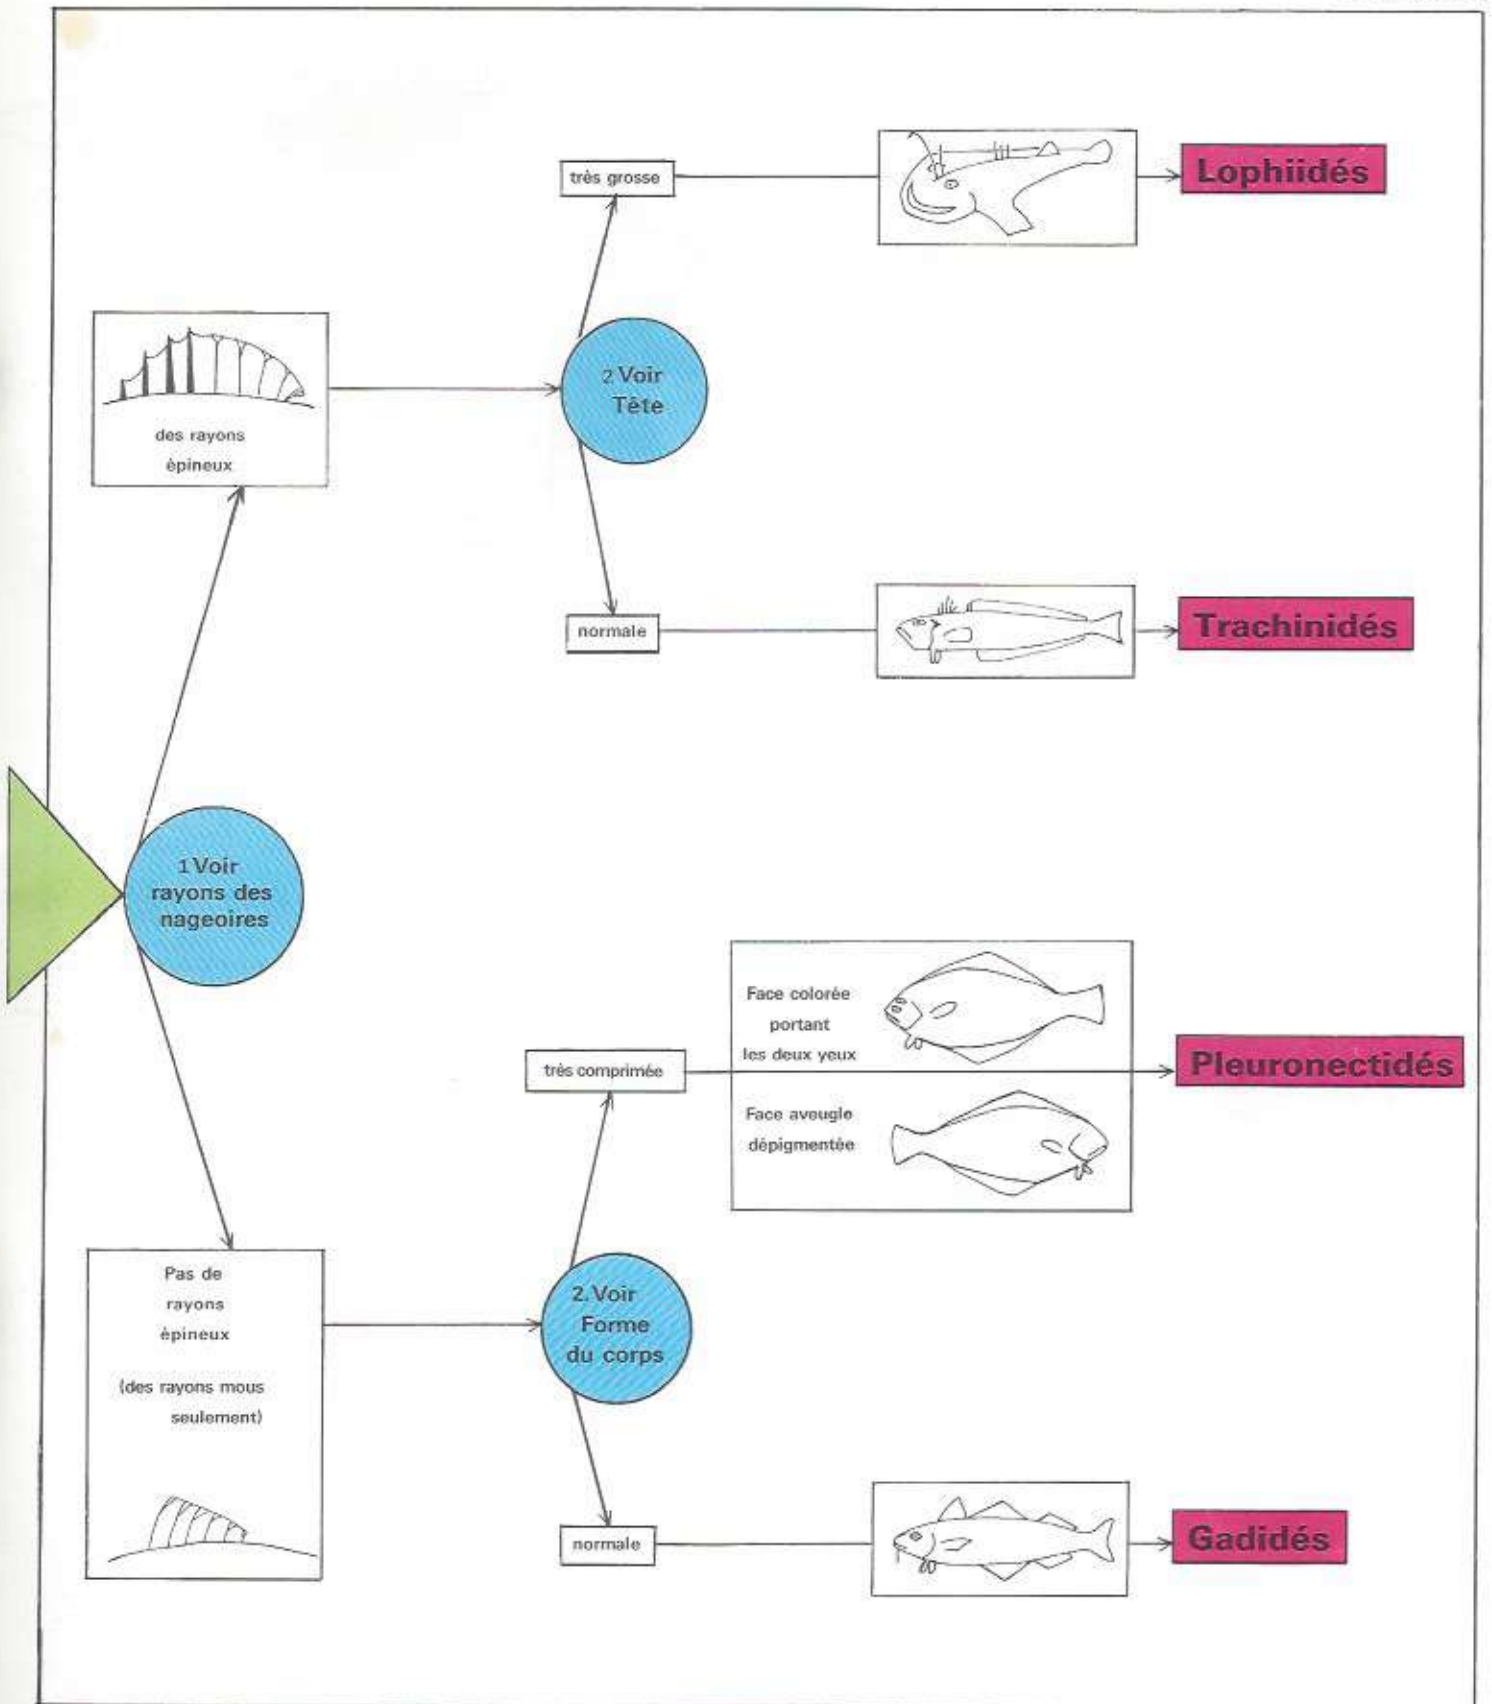 très grosse
Lophiidés
des rayons
épineux
2 Voir
Tête
normale
Trachinidés
1 Voir
rayons des
nageoires
Face colorée
portant
les deux yeux
très comprimée
Pleuronectidés
Face aveugle
dépigmentée
Pas de
rayons
épineux
(des rayons mous
seulement)
2. Voir
Forme
du corps
normale
Gadidés